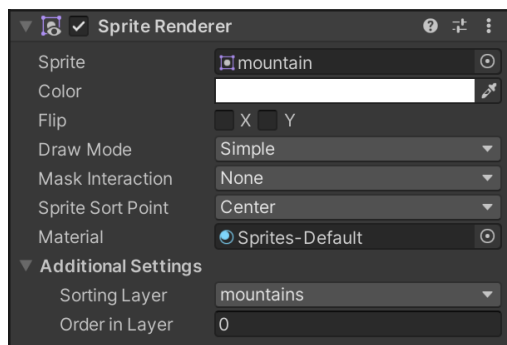 Sprite Renderer
Sprite mountain
Color
Flip X Y
Draw Mode Simple
Mask Interaction None
Sprite Sort Point Center
Material Sprites-Default
Additional Settings
Sorting Layer mountains
Order in Layer 0